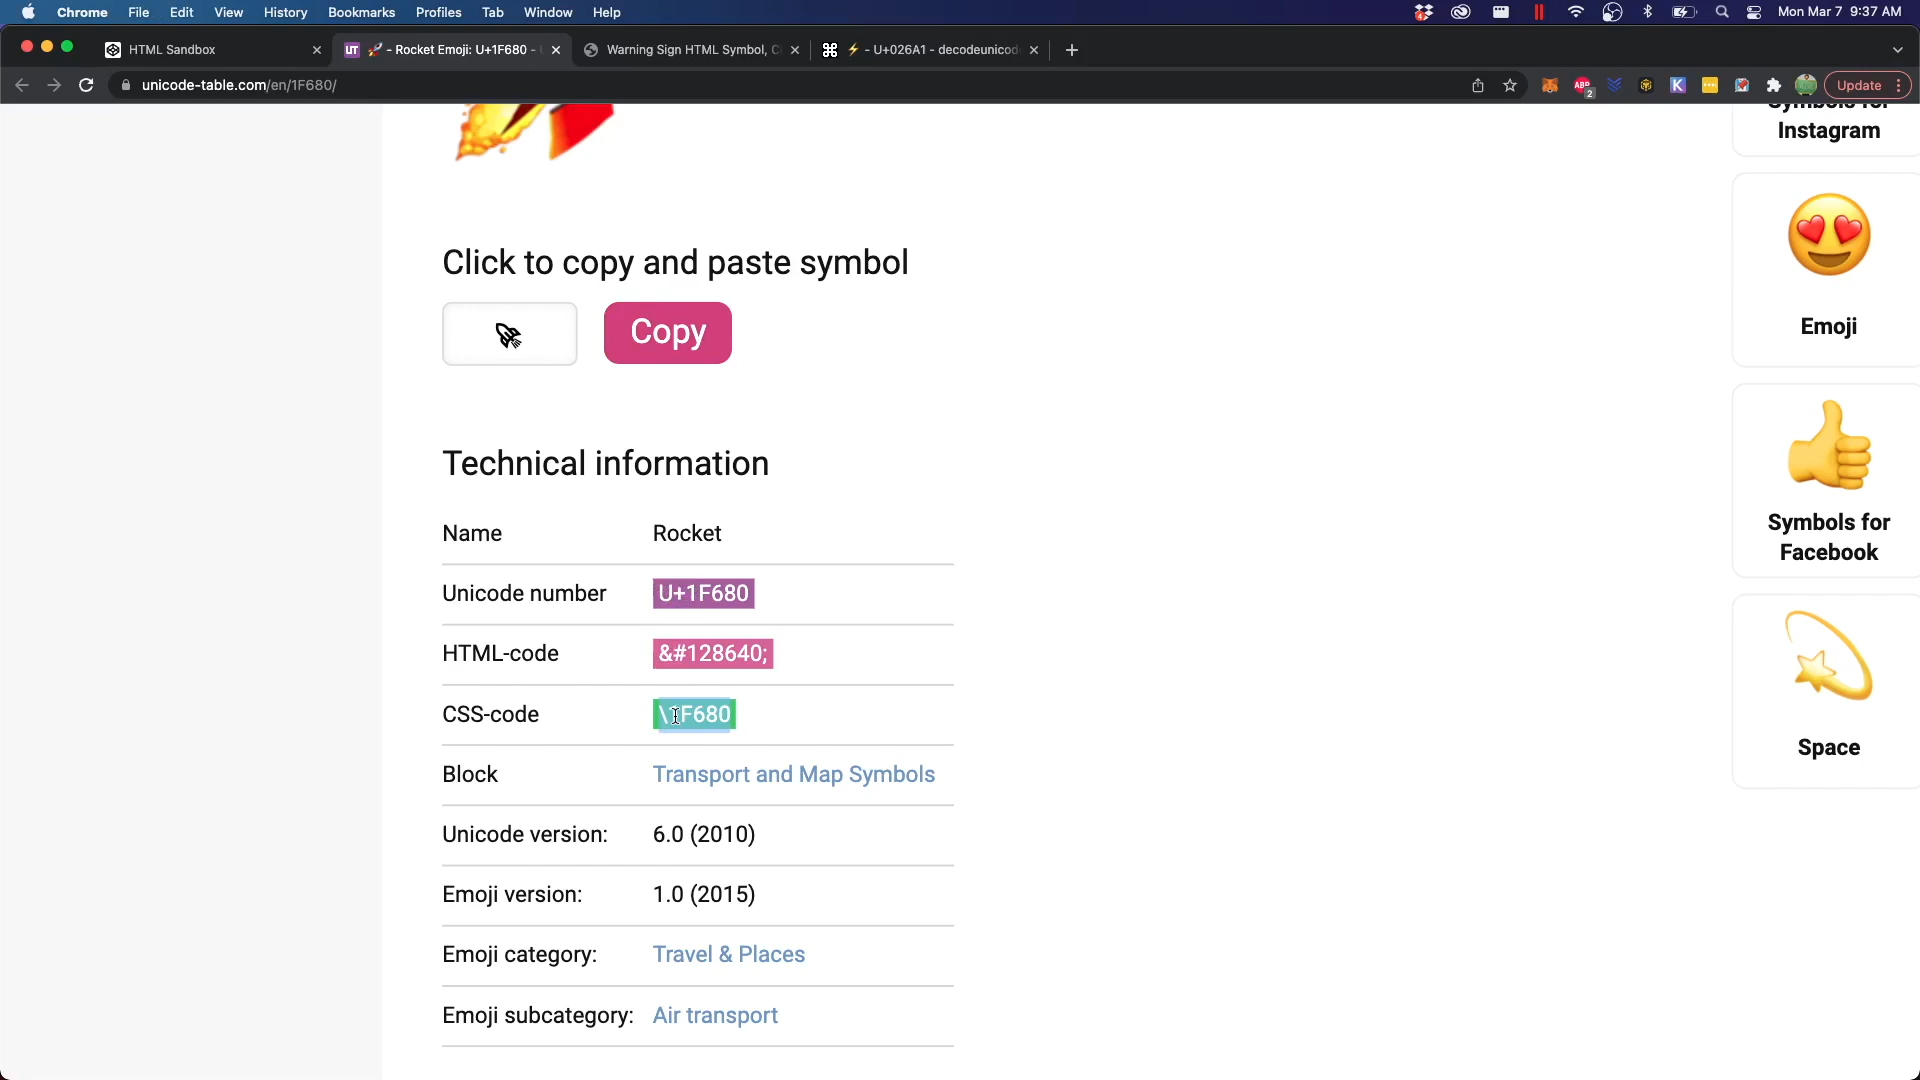 Chrome File Edit View History Bookmarks Profiles Tab Window Help Mon Mar 7 9:37 AM
HTML Sandbox - Rocket Emoji: U+1F680 - Warning Sign HTML Symbol, - U+026A1 - decodeunicod
unicode-table.com/en/1F680/ ABP 2 K Update
Symbols for
Instagram
Click to copy and paste symbol
Copy
Emoji
Technical information
Name Rocket
Symbols for
Facebook
Unicode number U+1F680
HTML-code &#128640;
CSS-code \1F680
Space
Block Transport and Map Symbols
Unicode version: 6.0 (2010)
Emoji version: 1.0 (2015)
Emoji category: Travel & Places
Emoji subcategory: Air transport